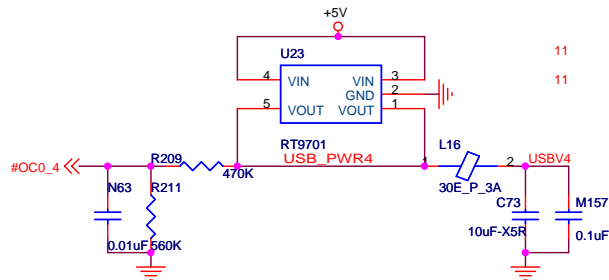 +5V
U23
11
11
4 VIN VIN 3
GND 2
5 VOUT VOUT 1
RT9701
L16
#OC0_4
R209
470K
USB_PWR4
1
2
USBV4
30E_P_3A
N63
R211
C73
M157
0.01uF
560K
10uF-X5R
0.1uF